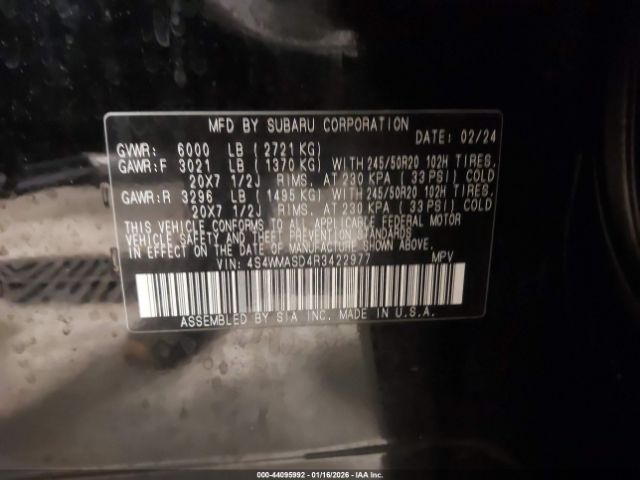 MFD BY SUBARU CORPORATION
DATE: 02/24
GVWR: 6000 LB (2721 KG)
GAWR:F 3021 LB (1370 KG) WITH 245/50R20 102H TIRES,
20X7 1/2J RIMS, AT 230 KPA (33 PSI) COLD
GAWR:R 3296 LB (1495 KG) WITH 245/50R20 102H TIRES,
20X7 1/2J RIMS, AT 230 KPA (33 PSI) COLD
THIS VEHICLE CONFORMS TO ALL APPLICABLE FEDERAL MOTOR
VEHICLE SAFETY STANDARDS
IN EFFECT ON THE DATE OF MANUFACTURE SHOWN ABOVE.
VIN: 4S4WMASD4R3422977 MPV
ASSEMBLED BY SIA INC. MADE IN U.S.A.
000-44095992 - 01/16/2026 - IAAI Inc.